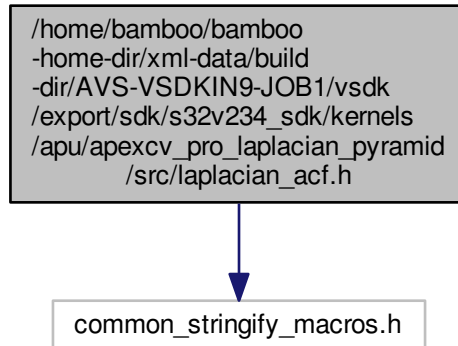 /home/bamboo/bamboo
-home-dir/xml-data/build
-dir/AVS-VSDKIN9-JOB1/vsdk
/export/sdk/s32v234_sdk/kernels
/apu/apexcv_pro_laplacian_pyramid
/src/laplacian_acf.h
common_stringify_macros.h